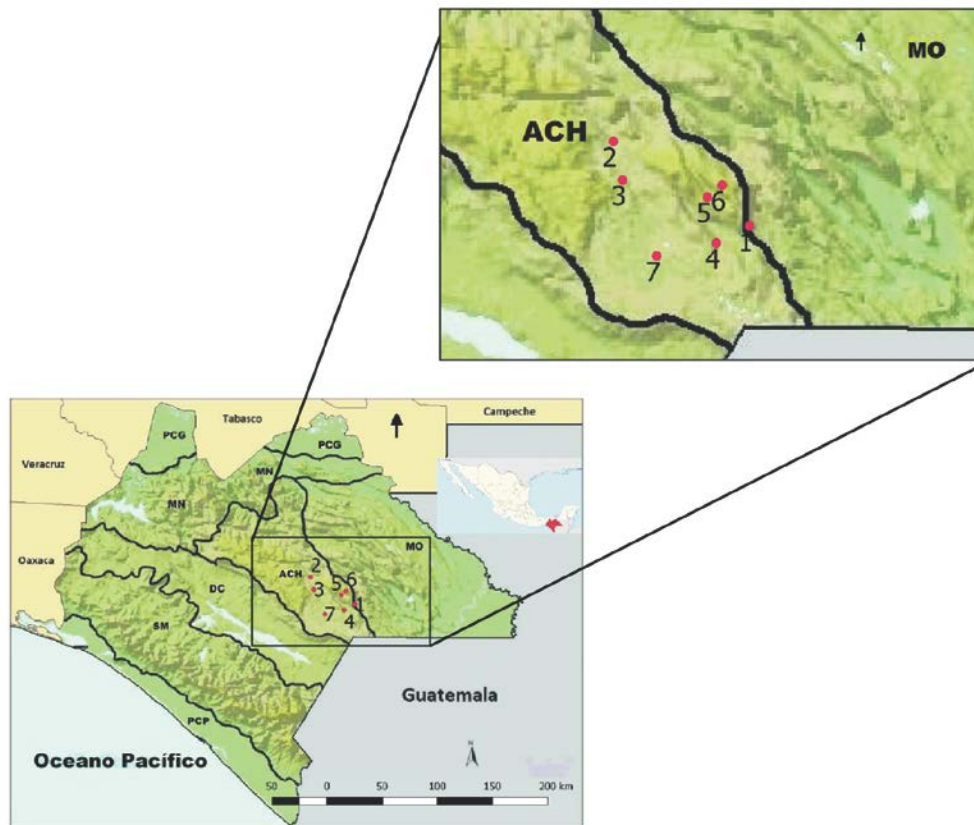 MO
ACH
2
3
6
5
1
4
7
Campeche
Tabasco
PCG
PCG
Veracruz
MN
MN
MO
Oaxaca
ACH
2
5
6
3
1
DC
7
4
SM
Guatemala
PCP
Oceano Pacífico
N
50 0 50 100 150 200 km